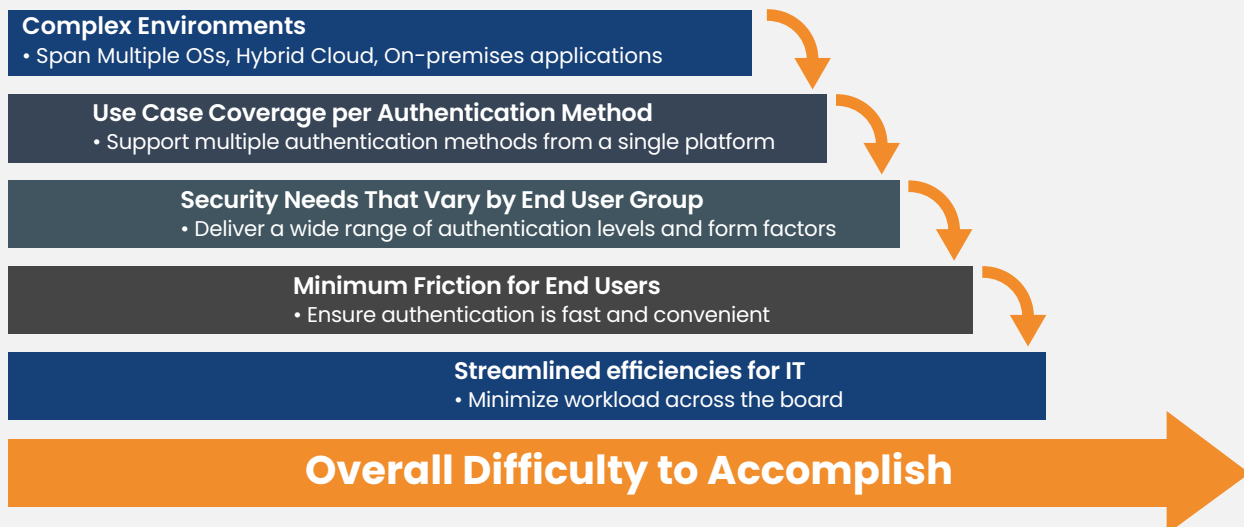 Complex Environments
• Span Multiple OSs, Hybrid Cloud, On-premises applications
Use Case Coverage per Authentication Method
• Support multiple authentication methods from a single platform
Security Needs That Vary by End User Group
• Deliver a wide range of authentication levels and form factors
Minimum Friction for End Users
• Ensure authentication is fast and convenient
Streamlined efficiencies for IT
• Minimize workload across the board
Overall Difficulty to Accomplish